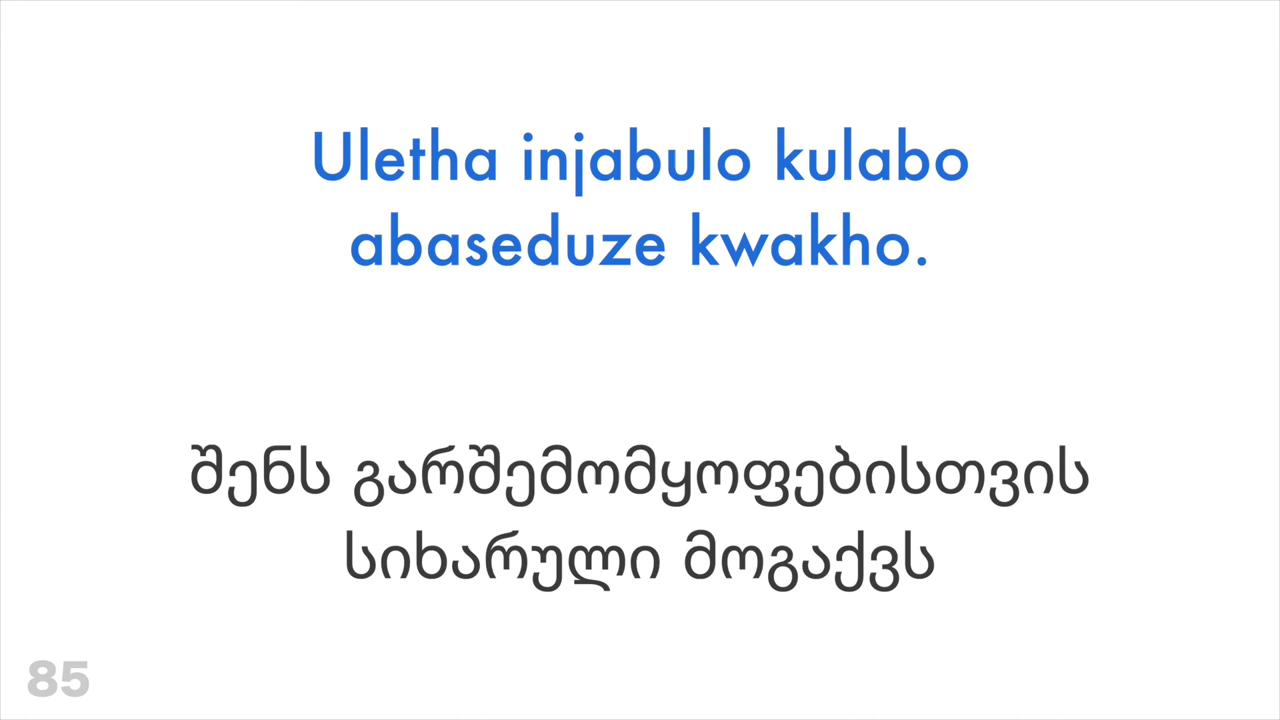 Uletha injabulo kulabo
abaseduze kwakho.
შენს გარშემომყოფებისთვის
სიხარული მოგაქვს
85